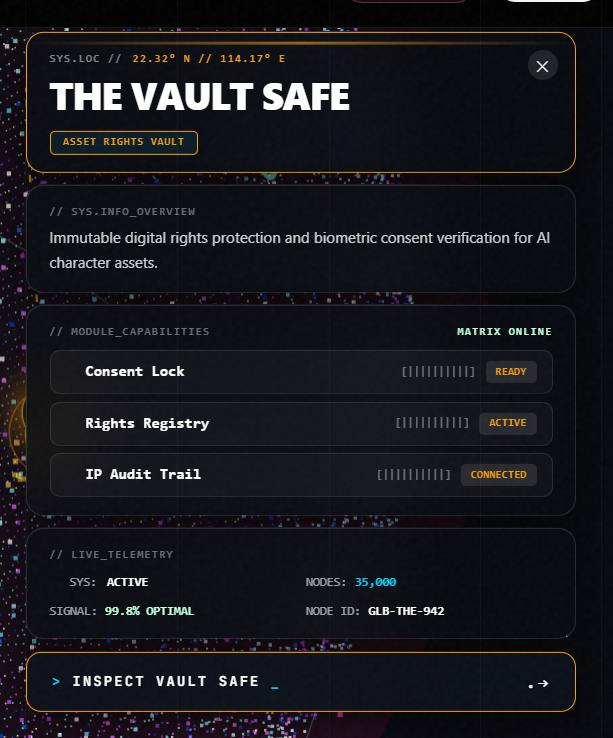 SYS.LOC // 22.32° N // 114.17° E
THE VAULT SAFE
ASSET RIGHTS VAULT
// SYS.INFO_OVERVIEW
Immutable digital rights protection and biometric consent verification for AI
character assets.
// MODULE_CAPABILITIES MATRIX ONLINE
Consent Lock [||||||||||] READY
Rights Registry [||||||||||] ACTIVE
IP Audit Trail [||||||||||] CONNECTED
// LIVE_TELEMETRY
SYS: ACTIVE NODES: 35,000
SIGNAL: 99.8% OPTIMAL NODE ID: GLB-THE-942
> INSPECT VAULT SAFE _ .→